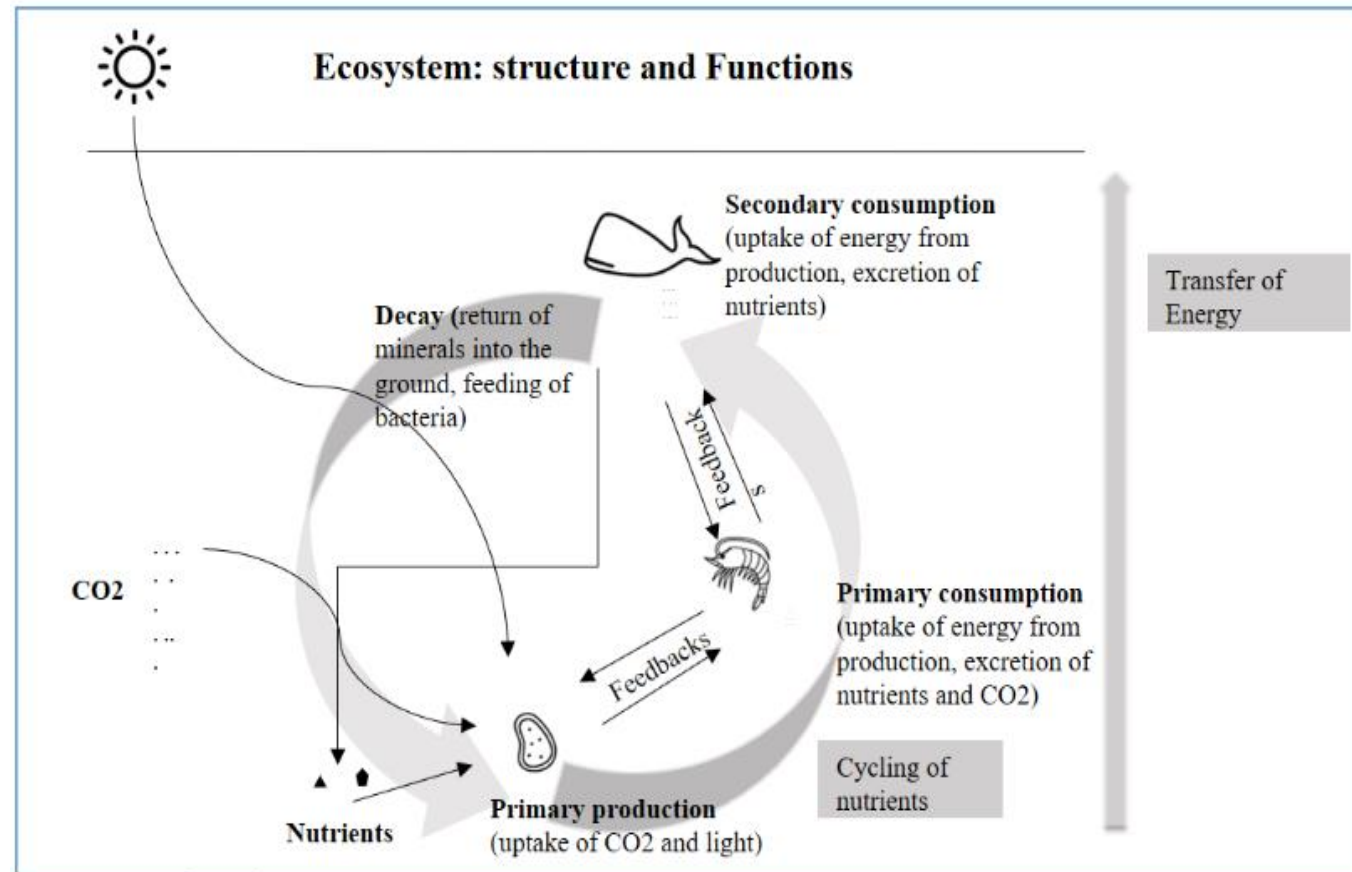 Ecosystem: structure and Functions
Secondary consumption
(uptake of energy from
production, excretion of
nutrients)
Transfer of
Energy
Decay (return of
minerals into the
ground, feeding of
bacteria)
Feedback
s
CO2
Primary consumption
(uptake of energy from
production, excretion of
nutrients and CO2)
Feedbacks
Cycling of
nutrients
Nutrients
Primary production
(uptake of CO2 and light)